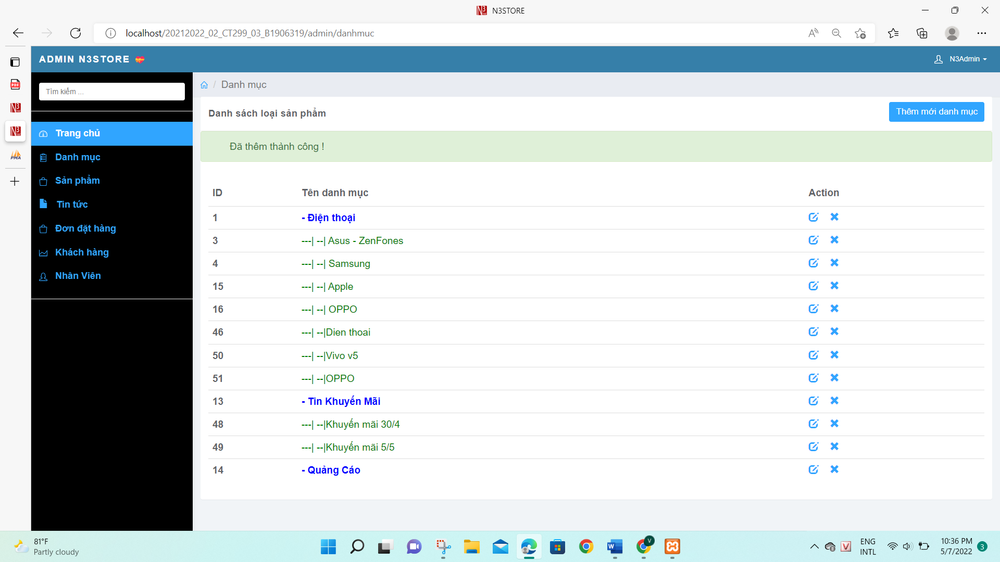 N3STORE
localhost/20212022_02_CT299_03_B1906319/admin/danhmuc
ADMIN N3STORE
N3Admin
Tìm kiếm ...
Trang chủ
Danh mục
Sản phẩm
Tin tức
Đơn đặt hàng
Khách hàng
Nhân Viên
/ Danh mục
Danh sách loại sản phẩm
Thêm mới danh mục
Đã thêm thành công !
ID Tên danh mục Action
1 - Điện thoại
3 ---| --| Asus - ZenFones
4 ---| --| Samsung
15 ---| --| Apple
16 ---| --| OPPO
46 ---| --|Dien thoai
50 ---| --|Vivo v5
51 ---| --|OPPO
13 - Tin Khuyến Mãi
48 ---| --|Khuyến mãi 30/4
49 ---| --|Khuyến mãi 5/5
14 - Quảng Cáo
81°F
Partly cloudy
ENG
INTL
10:36 PM
5/7/2022
3